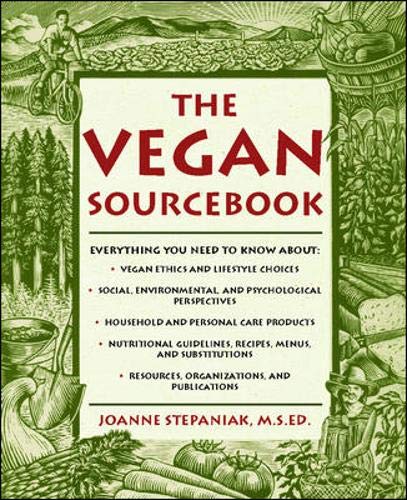 THE
VEGAN
SOURCEBOOK
EVERYTHING YOU NEED TO KNOW ABOUT:
• VEGAN ETHICS AND LIFESTYLE CHOICES
• SOCIAL, ENVIRONMENTAL, AND PSYCHOLOGICAL
PERSPECTIVES
• HOUSEHOLD AND PERSONAL CARE PRODUCTS
• NUTRITIONAL GUIDELINES, RECIPES, MENUS,
AND SUBSTITUTIONS
• RESOURCES, ORGANIZATIONS, AND
PUBLICATIONS
JOANNE STEPANIAK, M.S.ED.